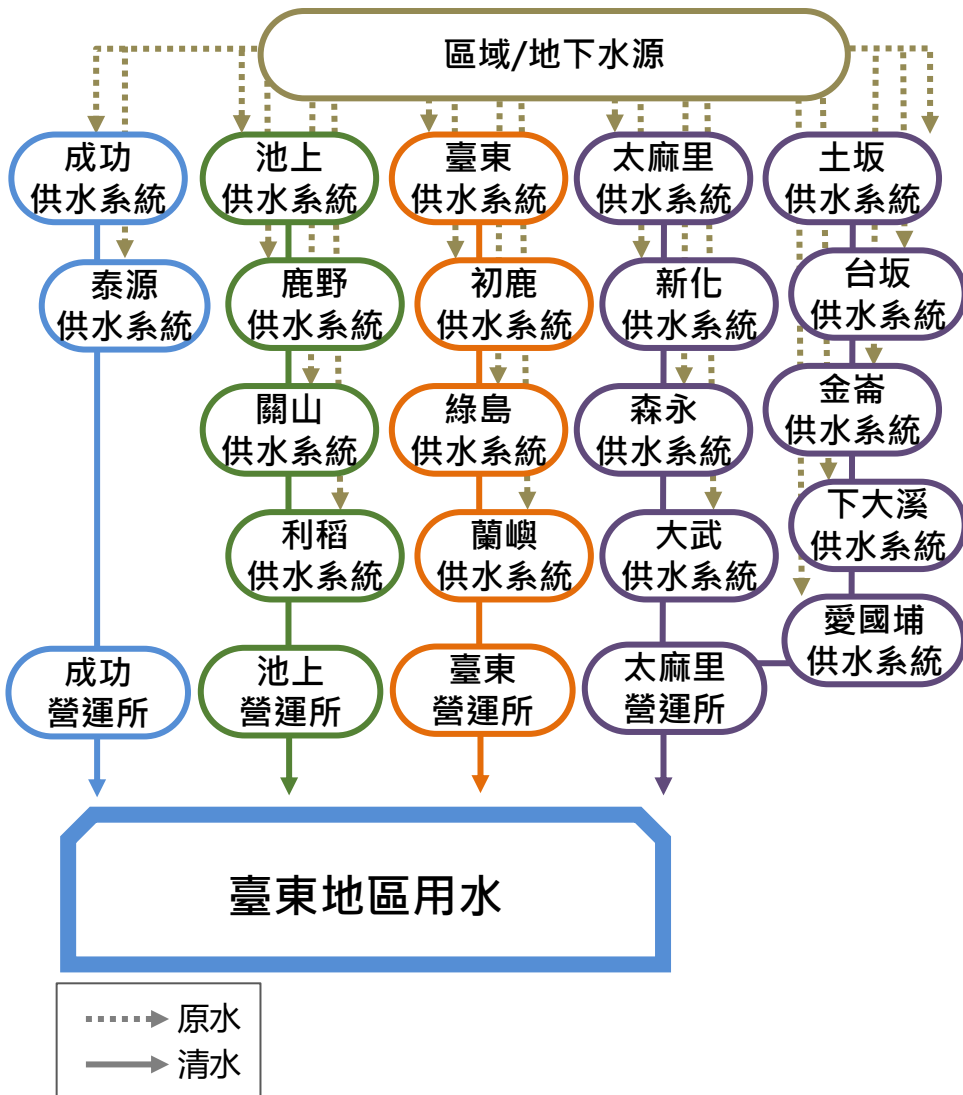 區域/地下水源
成功
供水系統
池上
供水系統
臺東
供水系統
太麻里
供水系統
土坂
供水系統
泰源
供水系統
鹿野
供水系統
初鹿
供水系統
新化
供水系統
台坂
供水系統
關山
供水系統
綠島
供水系統
森永
供水系統
金崙
供水系統
利稻
供水系統
蘭嶼
供水系統
大武
供水系統
下大溪
供水系統
愛國埔
供水系統
成功
營運所
池上
營運所
臺東
營運所
太麻里
營運所
臺東地區用水
原水
清水